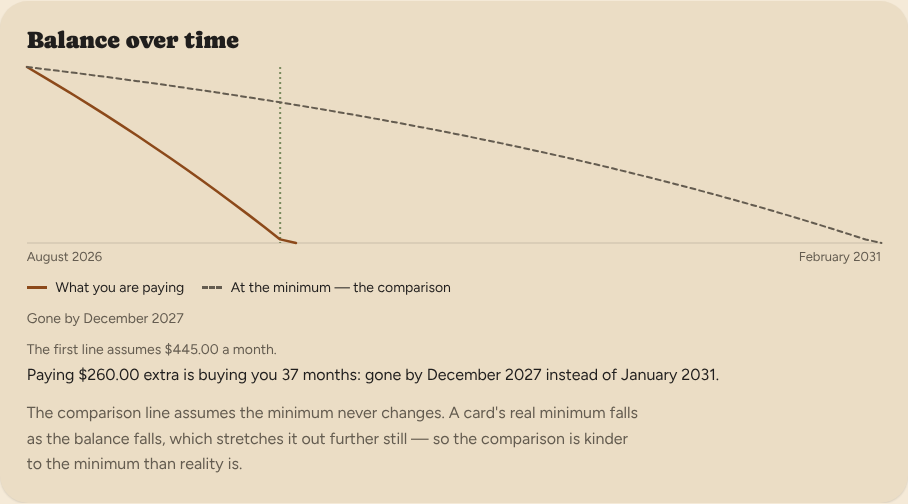 Balance over time
August 2026
February 2031
What you are paying
At the minimum — the comparison
Gone by December 2027
The first line assumes $445.00 a month.
Paying $260.00 extra is buying you 37 months: gone by December 2027 instead of January 2031.
The comparison line assumes the minimum never changes. A card's real minimum falls
as the balance falls, which stretches it out further still — so the comparison is kinder
to the minimum than reality is.